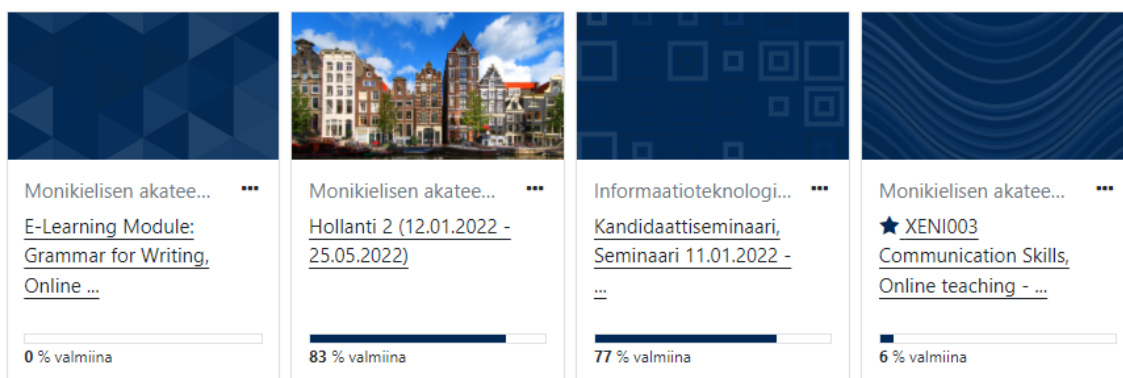 Monikielisen akatee...
E-Learning Module:
Grammar for Writing,
Online ...
0 % valmiina
Monikielisen akatee...
Hollanti 2 (12.01.2022 -
25.05.2022)
83 % valmiina
Informaatioteknologi...
Kandidaattiseminaari,
Seminaari 11.01.2022 -
...
77 % valmiina
Monikielisen akatee...
XENI003
Communication Skills,
Online teaching - ...
6 % valmiina